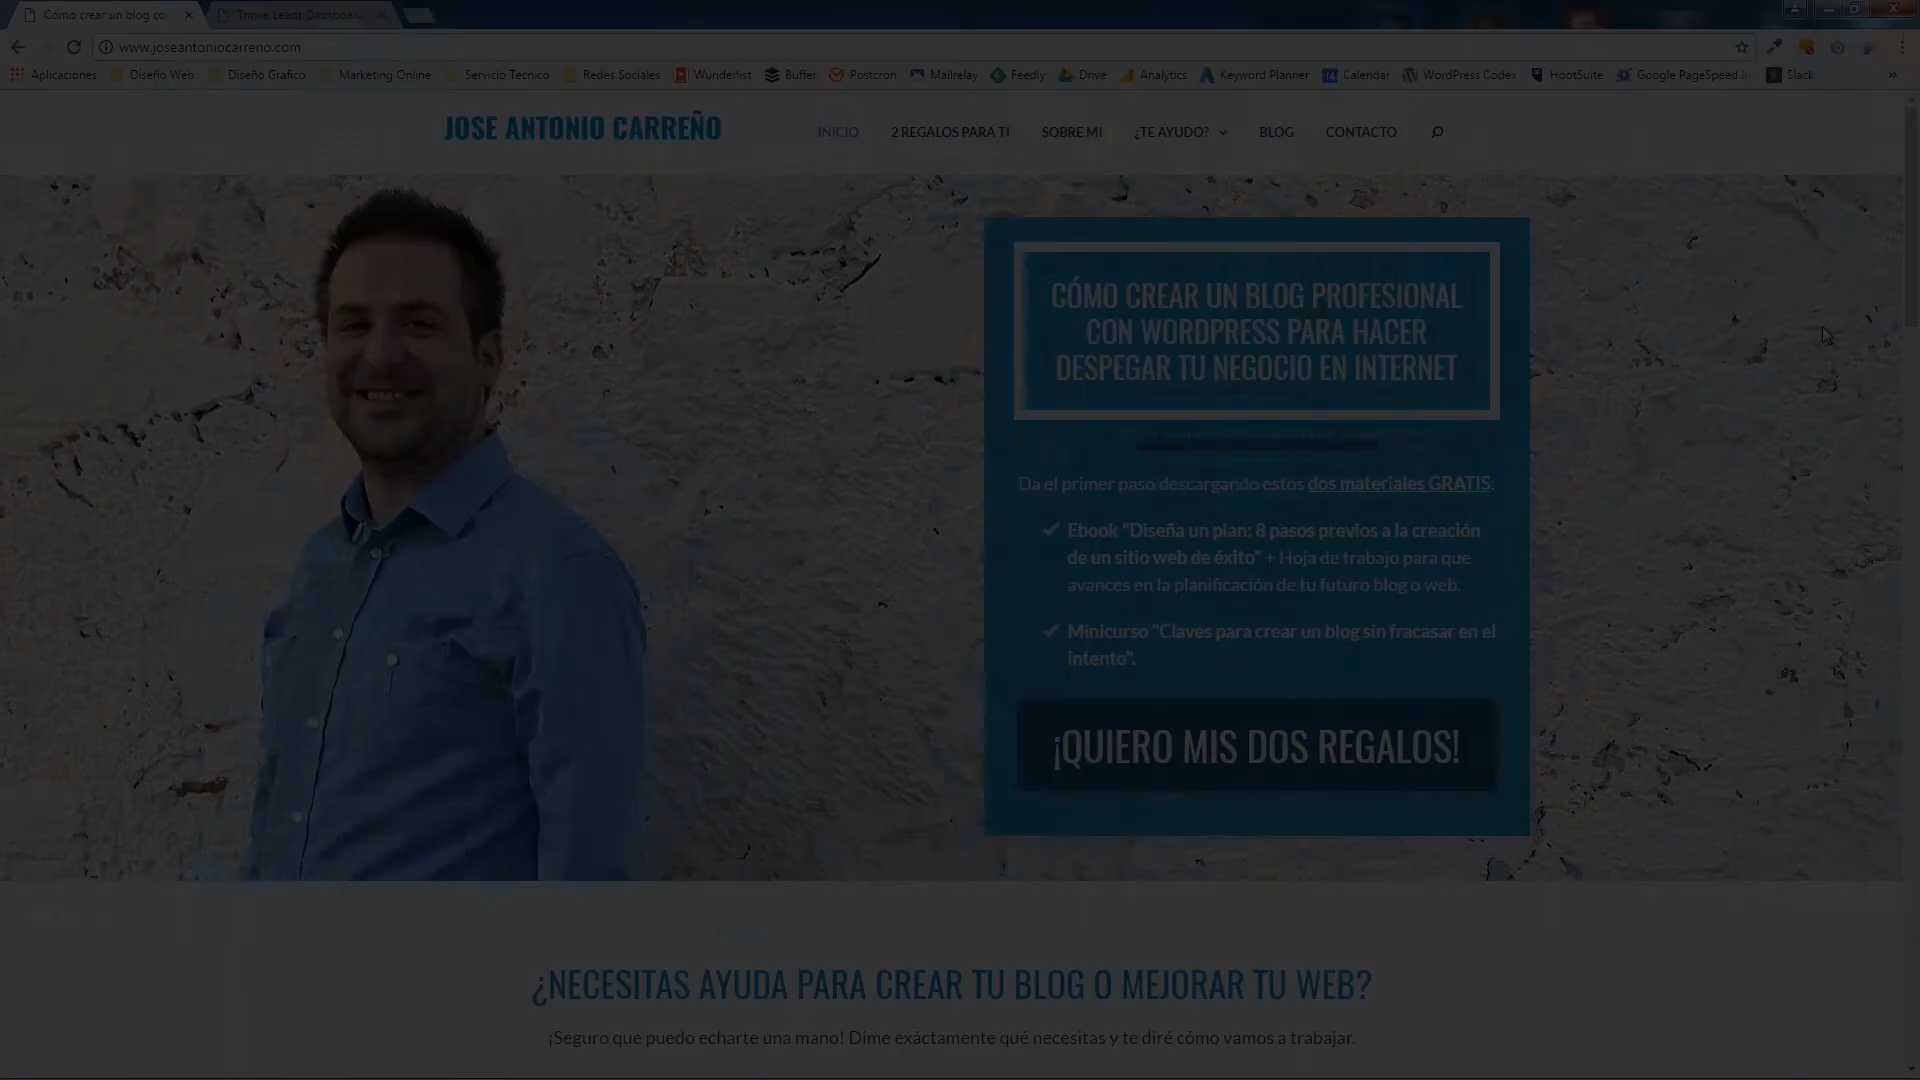 Cómo crear un blog co
Thrive Leads Dashboard
www.joseantoniocarreno.com
Aplicaciones Diseño Web Diseño Grafico Marketing Online Servicio Tecnico Redes Sociales Wunderlist Buffer Postcron Mailrelay Feedly Drive Analytics Keyword Planner 14 Calendar WordPress Codex HootSuite Google PageSpeed I Slack »
JOSE ANTONIO CARREÑO
INICIO 2 REGALOS PARA TI SOBRE MI ¿TE AYUDO? BLOG CONTACTO
CÓMO CREAR UN BLOG PROFESIONAL
CON WORDPRESS PARA HACER
DESPEGAR TU NEGOCIO EN INTERNET
Da el primer paso descargando estos dos materiales GRATIS:
Ebook "Diseña un plan: 8 pasos previos a la creación
de un sitio web de éxito" + Hoja de trabajo para que
avances en la planificación de tu futuro blog o web.
Minicurso "Claves para crear un blog sin fracasar en el
intento".
¡QUIERO MIS DOS REGALOS!
¿NECESITAS AYUDA PARA CREAR TU BLOG O MEJORAR TU WEB?
¡Seguro que puedo echarte una mano! Dime exáctamente qué necesitas y te diré cómo vamos a trabajar.